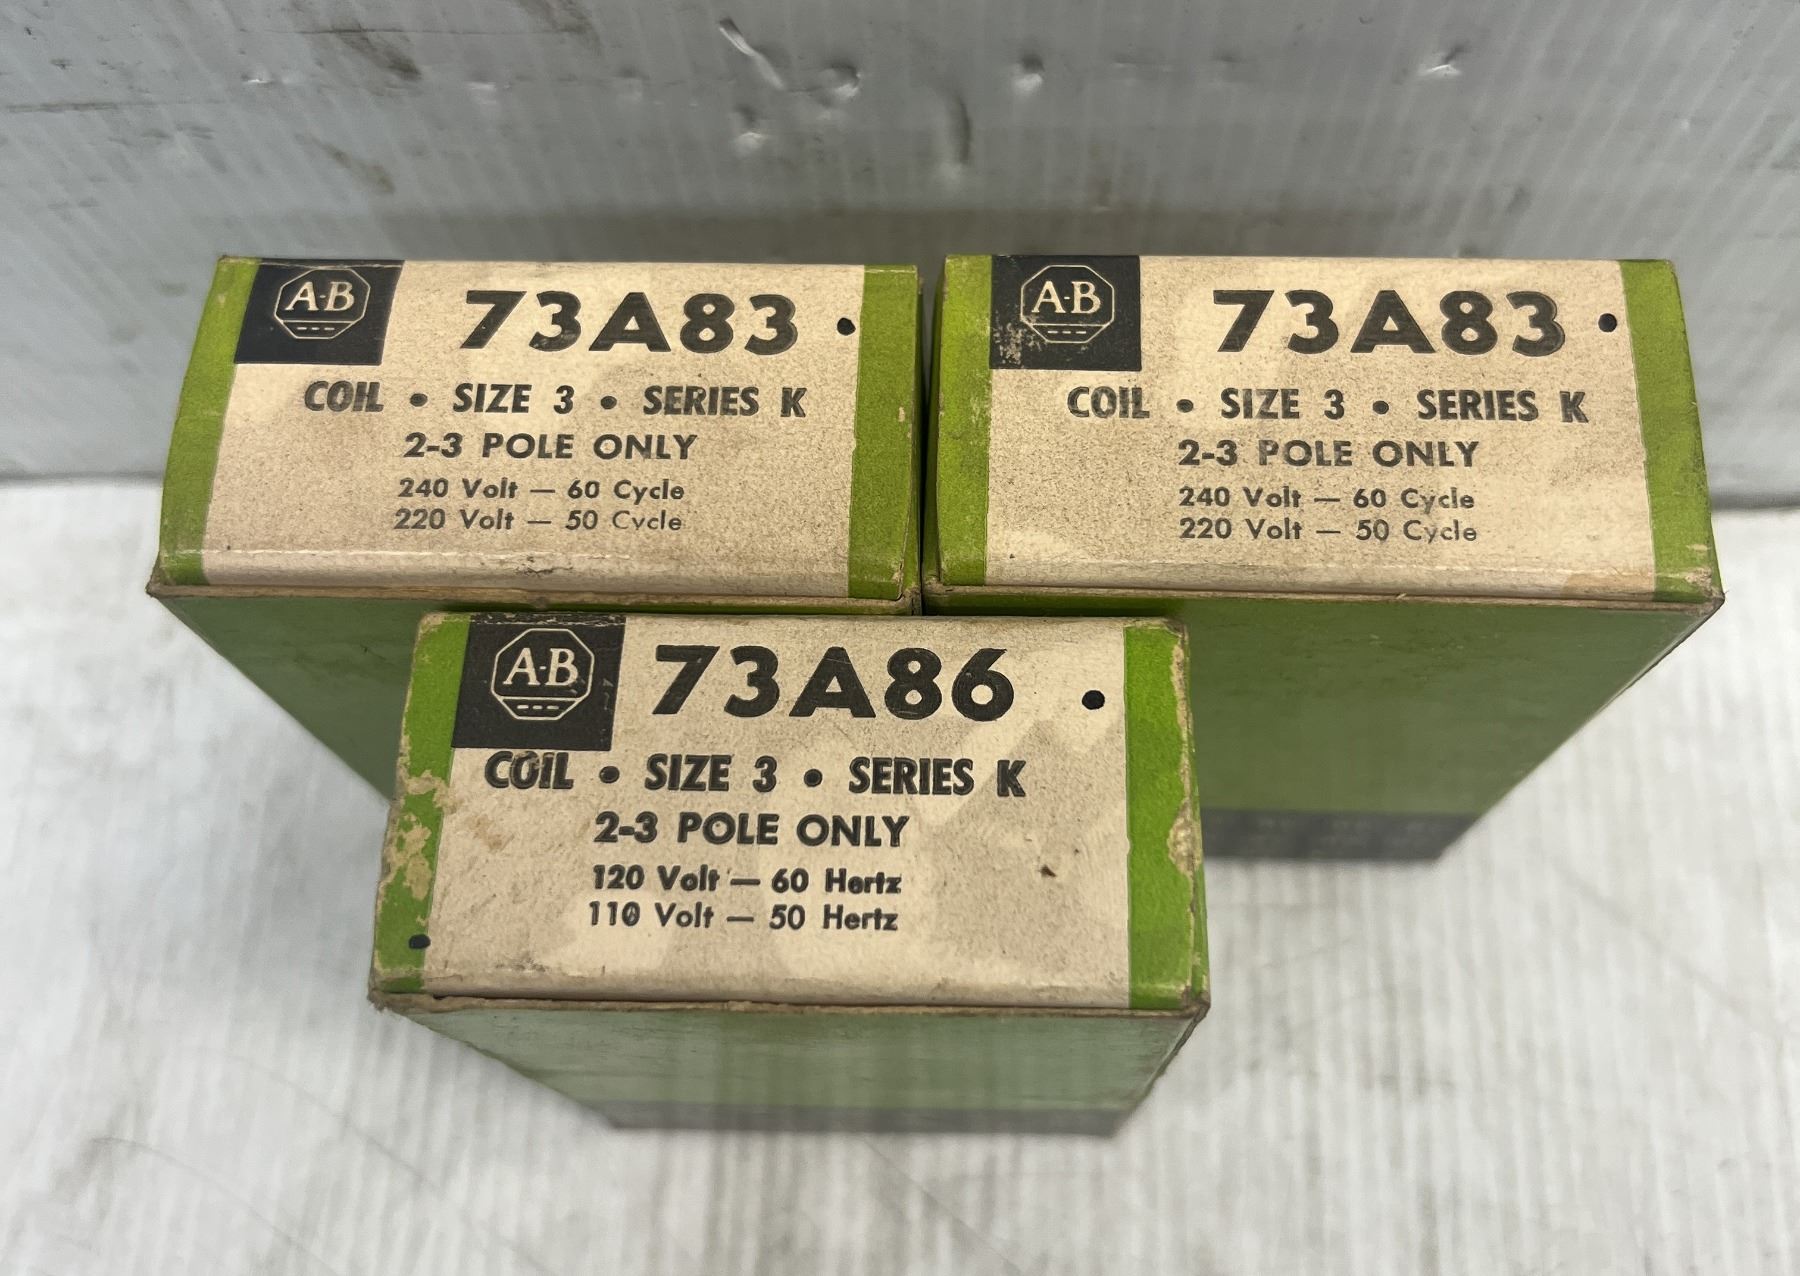 A-B
73A83
COIL • SIZE 3 • SERIES K
2-3 POLE ONLY
240 Volt — 60 Cycle
220 Volt — 50 Cycle
A-B
73A83
COIL • SIZE 3 • SERIES K
2-3 POLE ONLY
240 Volt — 60 Cycle
220 Volt — 50 Cycle
A-B
73A86
COIL • SIZE 3 • SERIES K
2-3 POLE ONLY
120 Volt — 60 Hertz
110 Volt — 50 Hertz